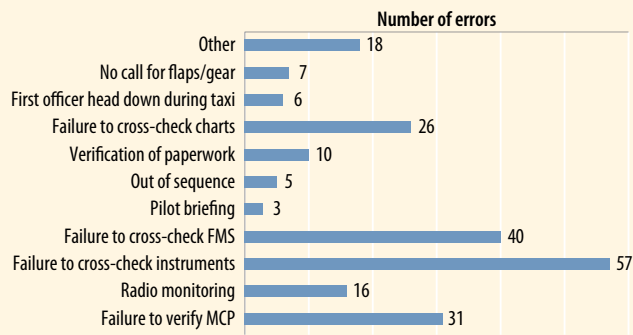 Number of errors
Other 18
No call for flaps/gear 7
First officer head down during taxi 6
Failure to cross-check charts 26
Verification of paperwork 10
Out of sequence 5
Pilot briefing 3
Failure to cross-check FMS 40
Failure to cross-check instruments 57
Radio monitoring 16
Failure to verify MCP 31